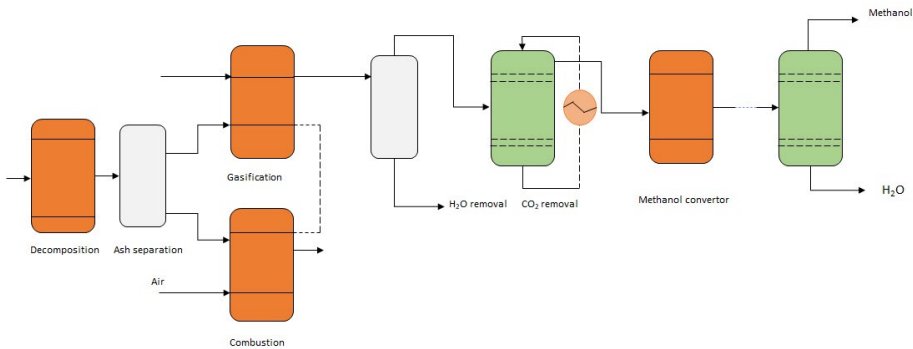 Methanol
Gasification
H₂O removal
CO₂ removal
Methanol convertor
H₂O
Decomposition
Ash separation
Air
Combustion